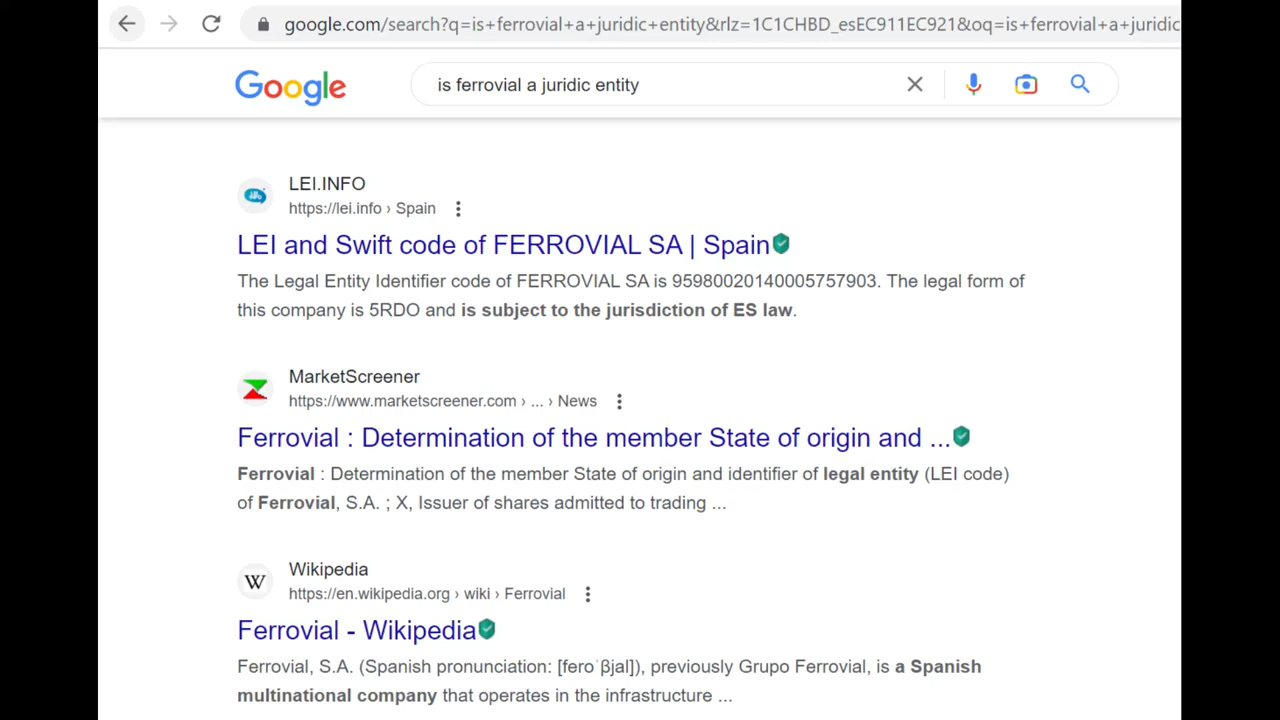 google.com/search?q=is+ferrovial+a+juridic+entity&rlz=1C1CHBD_esEC911EC921&oq=is+ferrovial+a+juridic
Google
is ferrovial a juridic entity
LEI.INFO
https://lei.info › Spain
LEI and Swift code of FERROVIAL SA | Spain
The Legal Entity Identifier code of FERROVIAL SA is 95980020140005757903. The legal form of
this company is 5RDO and is subject to the jurisdiction of ES law.
MarketScreener
https://www.marketscreener.com › ... › News
Ferrovial : Determination of the member State of origin and ...
Ferrovial : Determination of the member State of origin and identifier of legal entity (LEI code)
of Ferrovial, S.A. ; X, Issuer of shares admitted to trading ...
W
Wikipedia
https://en.wikipedia.org › wiki › Ferrovial
Ferrovial - Wikipedia
Ferrovial, S.A. (Spanish pronunciation: [feroˈβjal]), previously Grupo Ferrovial, is a Spanish
multinational company that operates in the infrastructure ...